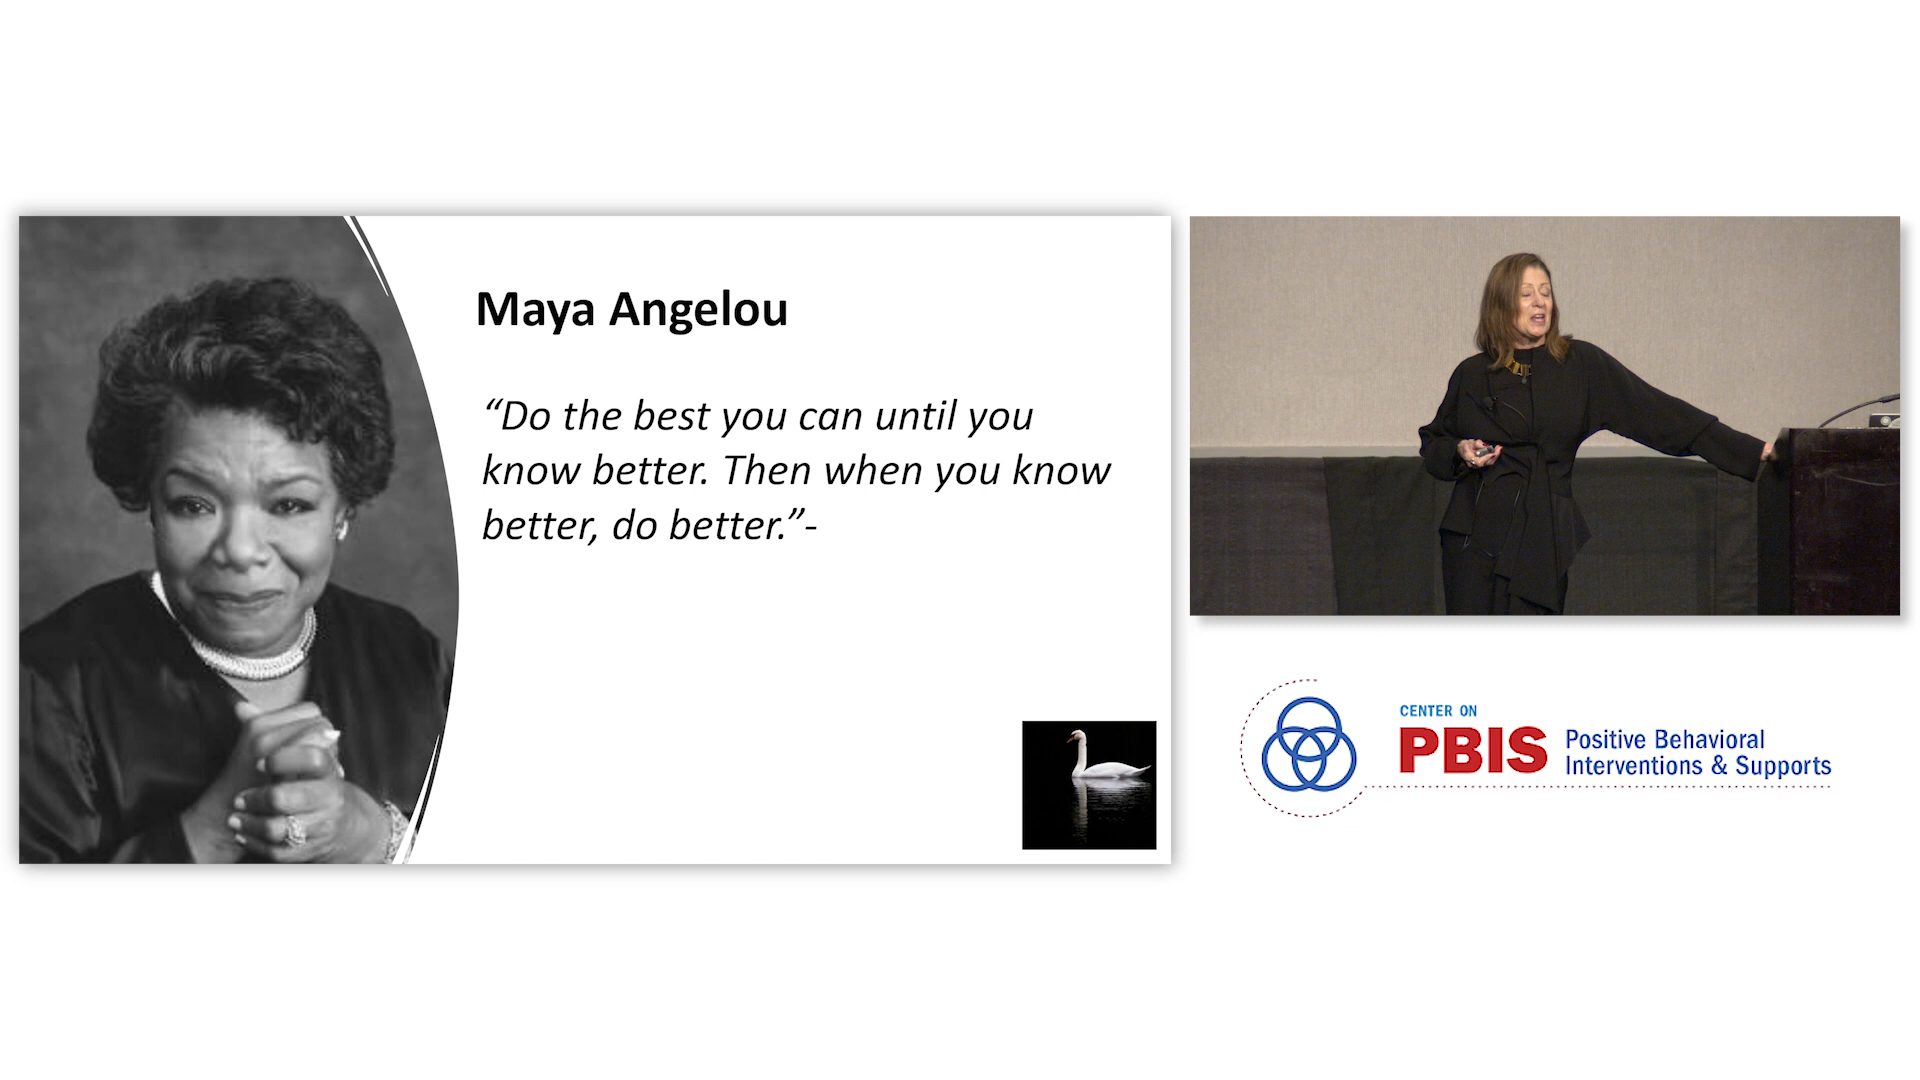 Maya Angelou
“Do the best you can until you
know better. Then when you know
better, do better.”-
CENTER ON
PBIS
Positive Behavioral
Interventions & Supports